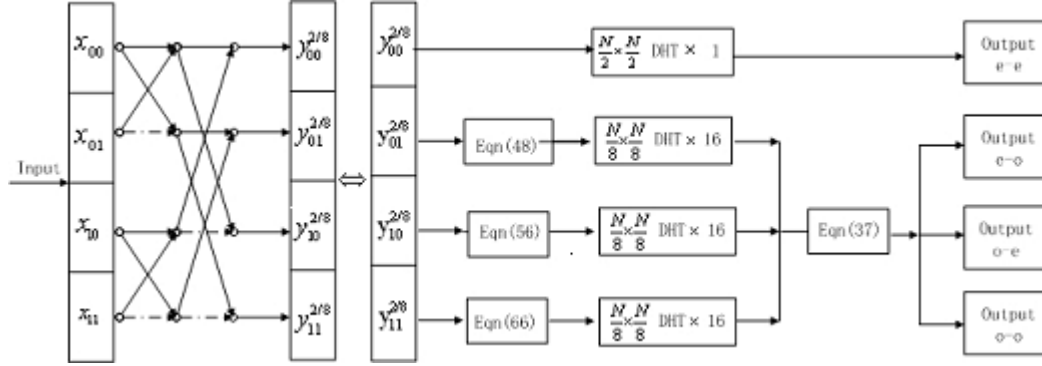 Input
x00
x01
x10
x11
y00^2/8
y01^2/8
y10^2/8
y11^2/8
⇔
y00^2/8
y01^2/8
y10^2/8
y11^2/8
N/2 × N/2 DHT × 1
Eqn(48)
N/8 × N/8 DHT × 16
Eqn(56)
N/8 × N/8 DHT × 16
Eqn(66)
N/8 × N/8 DHT × 16
Eqn(37)
Output
e-e
Output
e-o
Output
o-e
Output
o-o